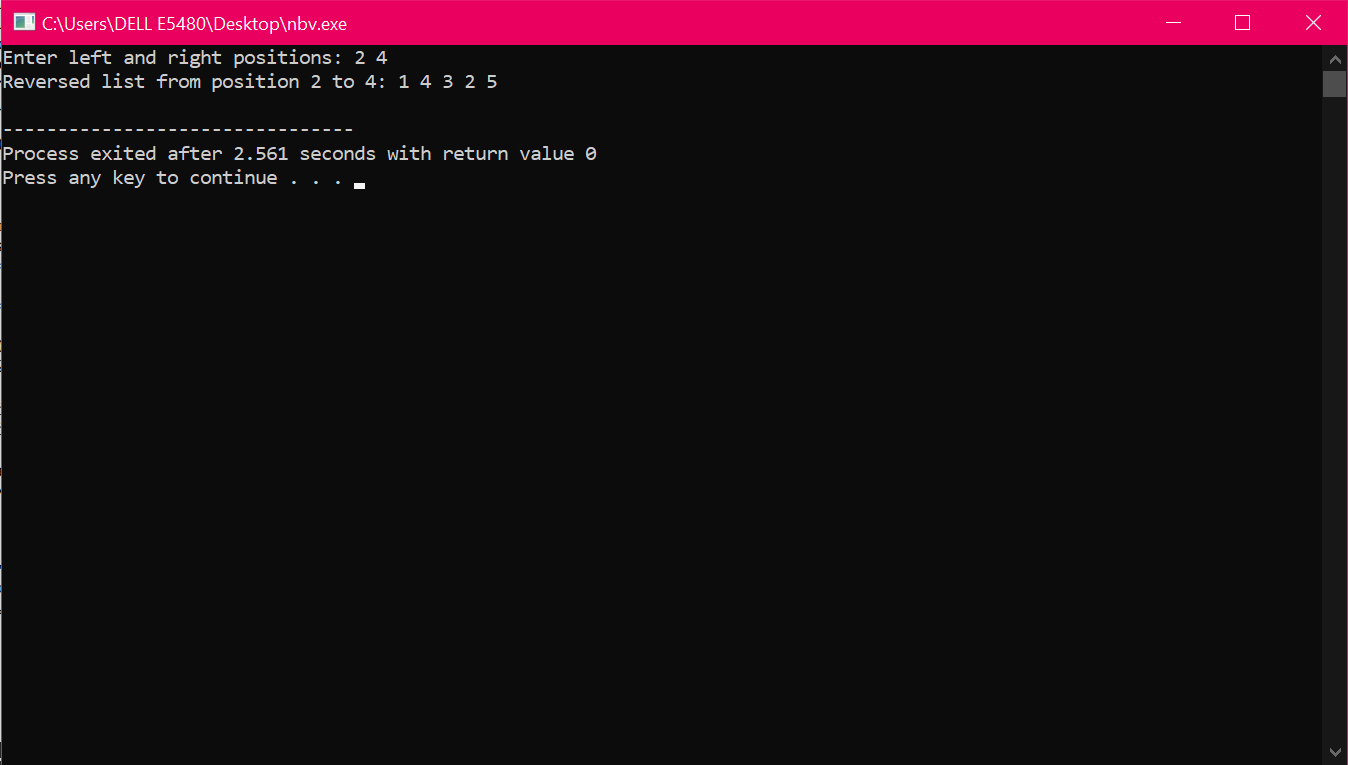 C:\Users\DELL E5480\Desktop\nbv.exe
Enter left and right positions: 2 4
Reversed list from position 2 to 4: 1 4 3 2 5
--------------------------------
Process exited after 2.561 seconds with return value 0
Press any key to continue . . .